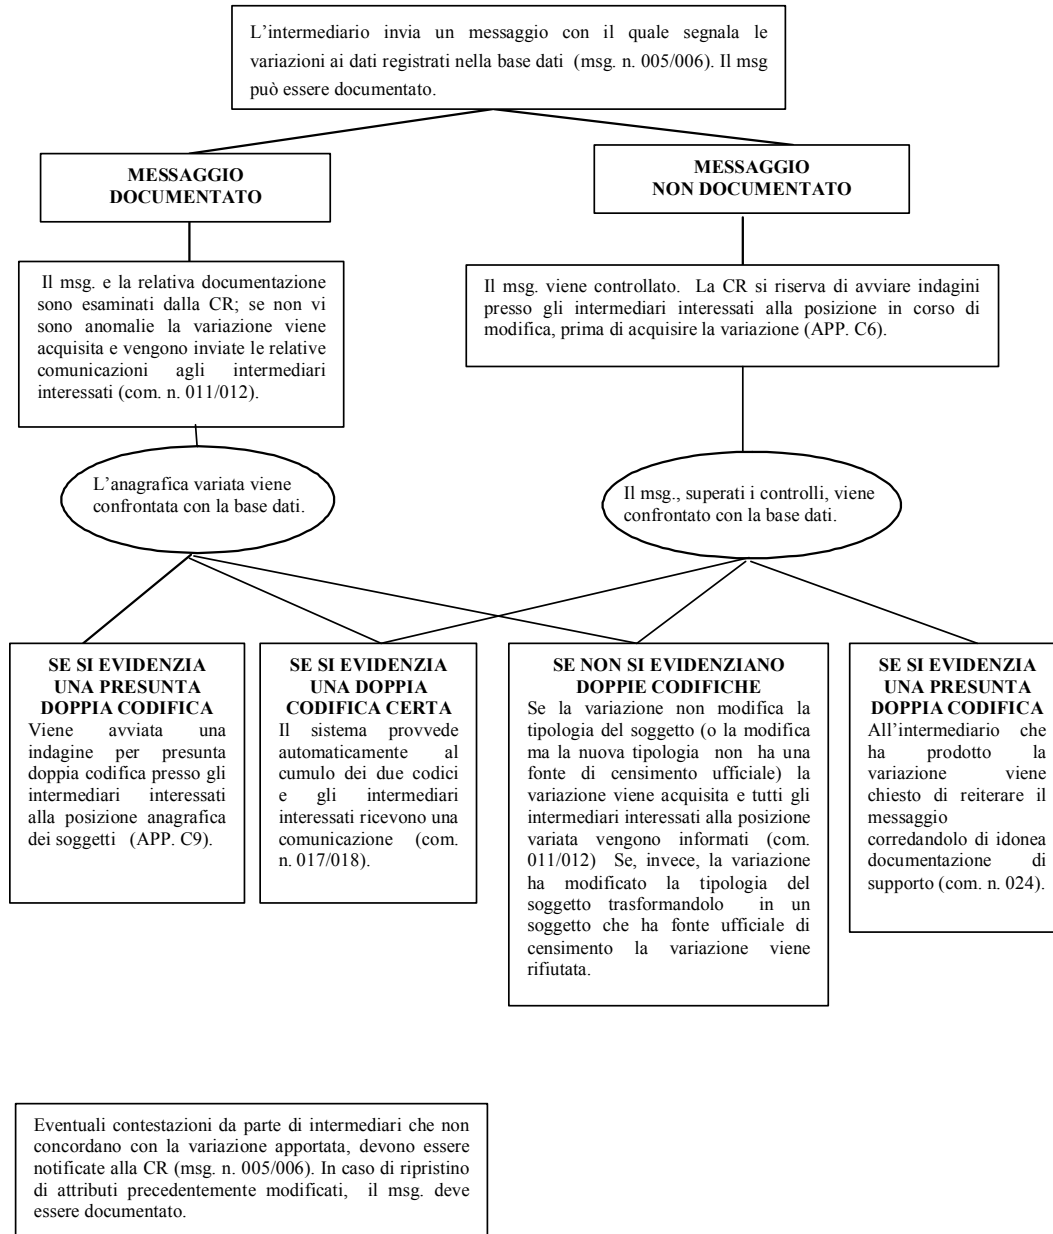 L'intermediario invia un messaggio con il quale segnala le
variazioni ai dati registrati nella base dati (msg. n. 005/006). Il msg
può essere documentato.
MESSAGGIO
DOCUMENTATO
MESSAGGIO
NON DOCUMENTATO
Il msg. e la relativa documentazione
sono esaminati dalla CR; se non vi
sono anomalie la variazione viene
acquisita e vengono inviate le relative
comunicazioni agli intermediari
interessati (com. n. 011/012).
Il msg. viene controllato. La CR si riserva di avviare indagini
presso gli intermediari interessati alla posizione in corso di
modifica, prima di acquisire la variazione (APP. C6).
L'anagrafica variata viene
confrontata con la base dati.
Il msg., superati i controlli, viene
confrontato con la base dati.
SE SI EVIDENZIA
UNA PRESUNTA
DOPPIA CODIFICA
Viene avviata una
indagine per presunta
doppia codifica presso gli
intermediari interessati
alla posizione anagrafica
dei soggetti (APP. C9).
SE SI EVIDENZIA
UNA DOPPIA
CODIFICA CERTA
Il sistema provvede
automaticamente al
cumulo dei due codici
e gli intermediari
interessati ricevono una
comunicazione (com.
n. 017/018).
SE NON SI EVIDENZIANO
DOPPIE CODIFICHE
Se la variazione non modifica la
tipologia del soggetto (o la modifica
ma la nuova tipologia non ha una
fonte di censimento ufficiale) la
variazione viene acquisita e tutti gli
intermediari interessati alla posizione
variata vengono informati (com.
011/012) Se, invece, la variazione
ha modificato la tipologia del
soggetto trasformandolo in un
soggetto che ha fonte ufficiale di
censimento la variazione viene
rifiutata.
SE SI EVIDENZIA
UNA PRESUNTA
DOPPIA CODIFICA
All'intermediario che
ha prodotto la
variazione viene
chiesto di reiterare il
messaggio
corredandolo di idonea
documentazione di
supporto (com. n. 024).
Eventuali contestazioni da parte di intermediari che non
concordano con la variazione apportata, devono essere
notificate alla CR (msg. n. 005/006). In caso di ripristino
di attributi precedentemente modificati, il msg. deve
essere documentato.